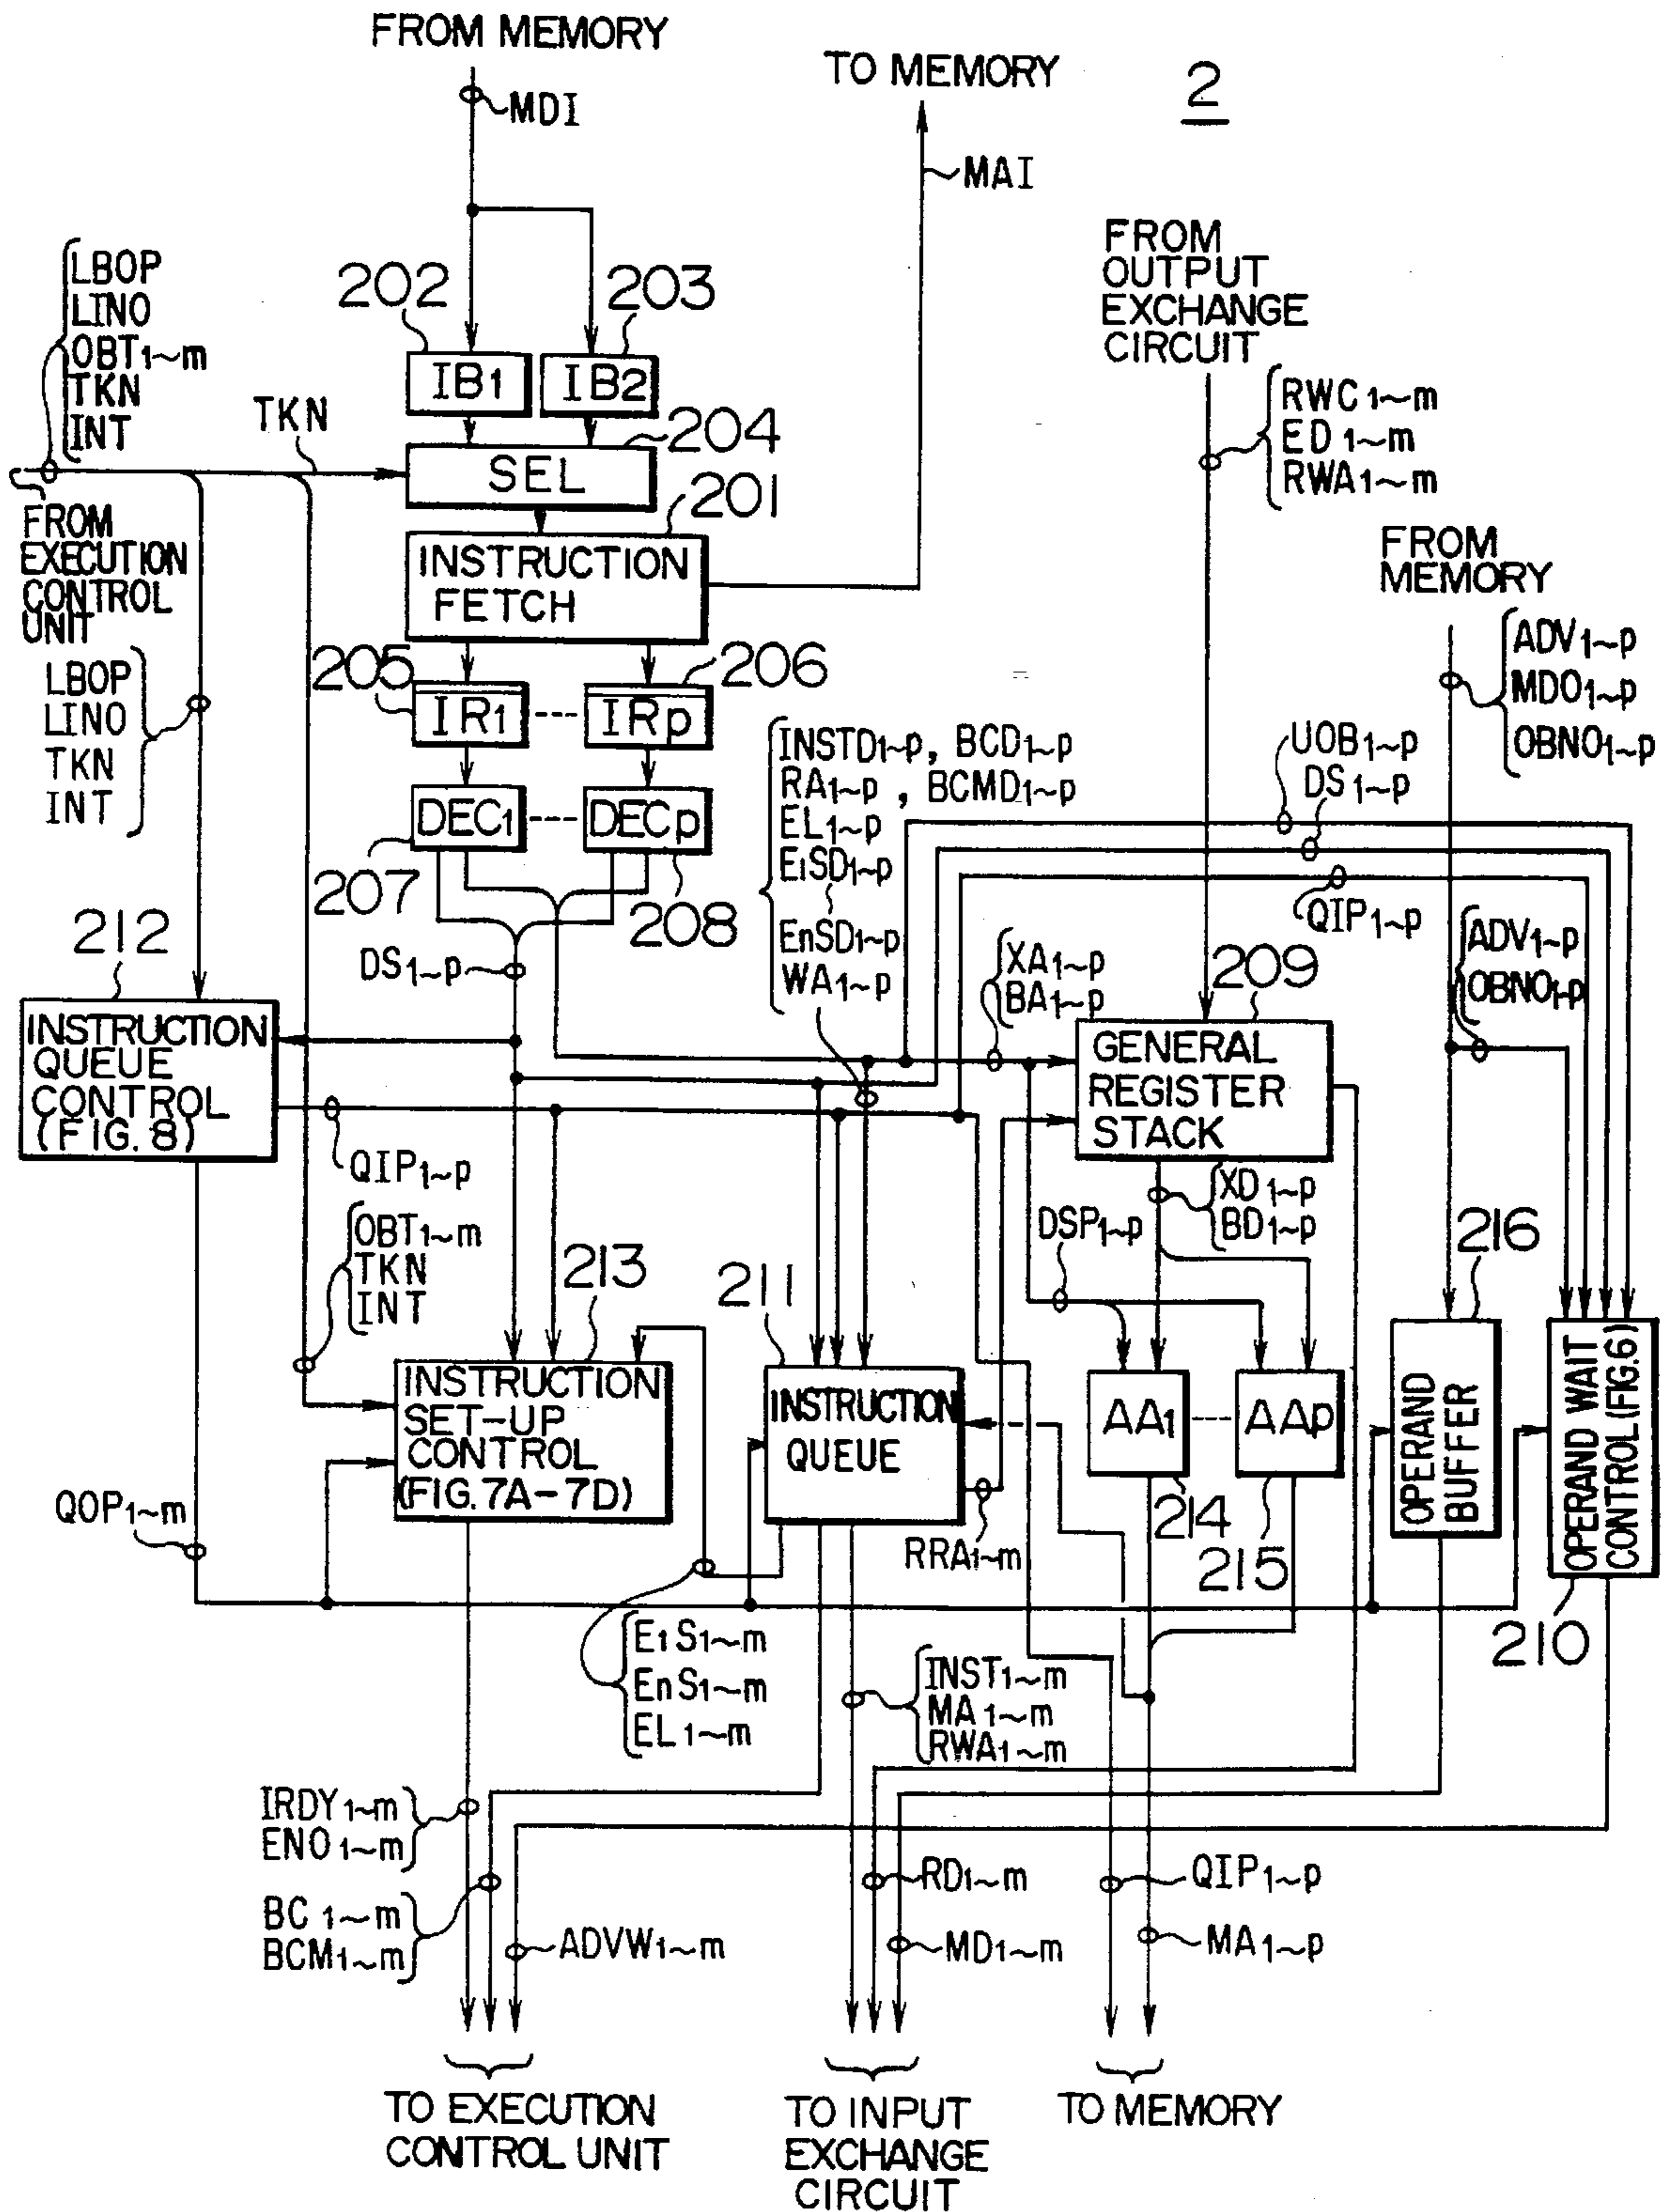 FROM MEMORY
TO MEMORY
2
MDI
MAI
LBOP
LINO
OBT1~m
TKN
INT
TKN
202
203
FROM
OUTPUT
EXCHANGE
CIRCUIT
IB1
IB2
RWC1~m
ED1~m
RWA1~m
204
SEL
201
FROM
EXECUTION
CONTROL
UNIT
INSTRUCTION
FETCH
FROM
MEMORY
ADV1~p
MDO1~p
OBNO1~p
LBOP
LINO
TKN
INT
205
206
IR1
IRp
INSTD1~p, BCD1~p
RA1~p, BCMD1~p
EL1~p
E1SD1~p
EnSD1~p
WA1~p
UOB1~p
DS1~p
QIP1~p
DEC1
DECp
207
208
212
DS1~p
XA1~p
BA1~p
209
ADV1~p
OBNO1~p
INSTRUCTION
QUEUE
CONTROL
(FIG. 8)
GENERAL
REGISTER
STACK
QIP1~p
OBT1~m
TKN
INT
XD1~p
BD1~p
DSP1~p
213
211
216
INSTRUCTION
SET-UP
CONTROL
(FIG.7A-7D)
INSTRUCTION
QUEUE
AA1
AAp
OPERAND
BUFFER
OPERAND WAIT
CONTROL(FIG.6)
QOP1~m
RRA1~m
214
215
210
E1S1~m
EnS1~m
EL1~m
INST1~m
MA1~m
RWA1~m
IRDY1~m
ENO1~m
BC1~m
BCM1~m
ADVW1~m
RD1~m
MD1~m
QIP1~p
MA1~p
TO EXECUTION
CONTROL UNIT
TO INPUT
EXCHANGE
CIRCUIT
TO MEMORY